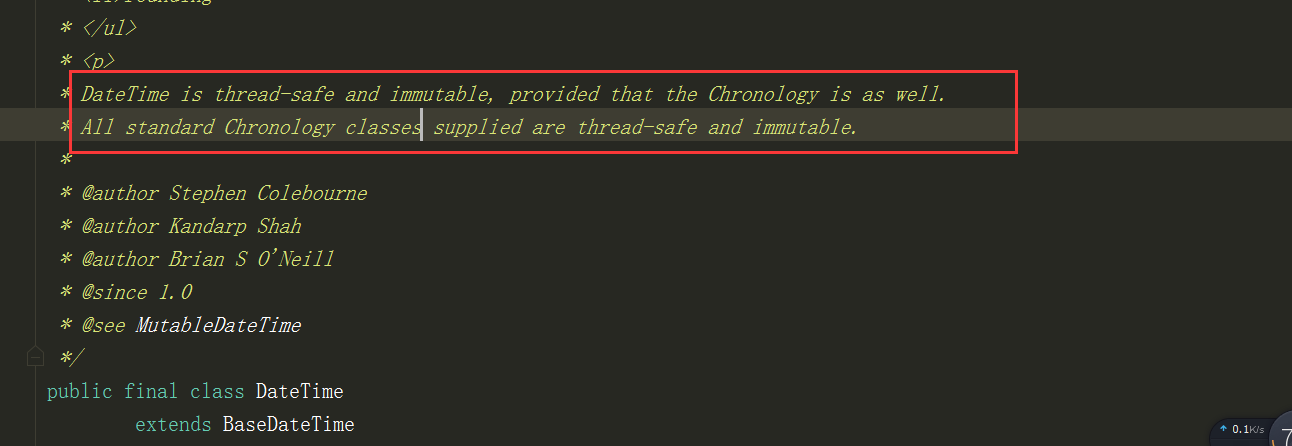 * </ul>
* <p>
* DateTime is thread-safe and immutable, provided that the Chronology is as well.
* All standard Chronology classes supplied are thread-safe and immutable.
*
* @author Stephen Colebourne
* @author Kandarp Shah
* @author Brian S O'Neill
* @since 1.0
* @see MutableDateTime
*/
public final class DateTime
extends BaseDateTime
0.1K/s